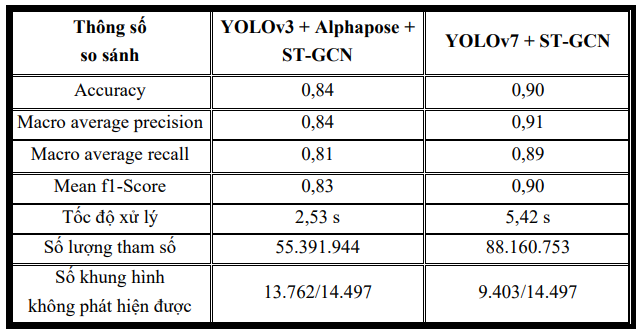 Thông số so sánh YOLOv3 + Alphapose + ST-GCN YOLOv7 + ST-GCN
Accuracy 0,84 0,90
Macro average precision 0,84 0,91
Macro average recall 0,81 0,89
Mean f1-Score 0,83 0,90
Tốc độ xử lý 2,53 s 5,42 s
Số lượng tham số 55.391.944 88.160.753
Số khung hình không phát hiện được 13.762/14.497 9.403/14.497